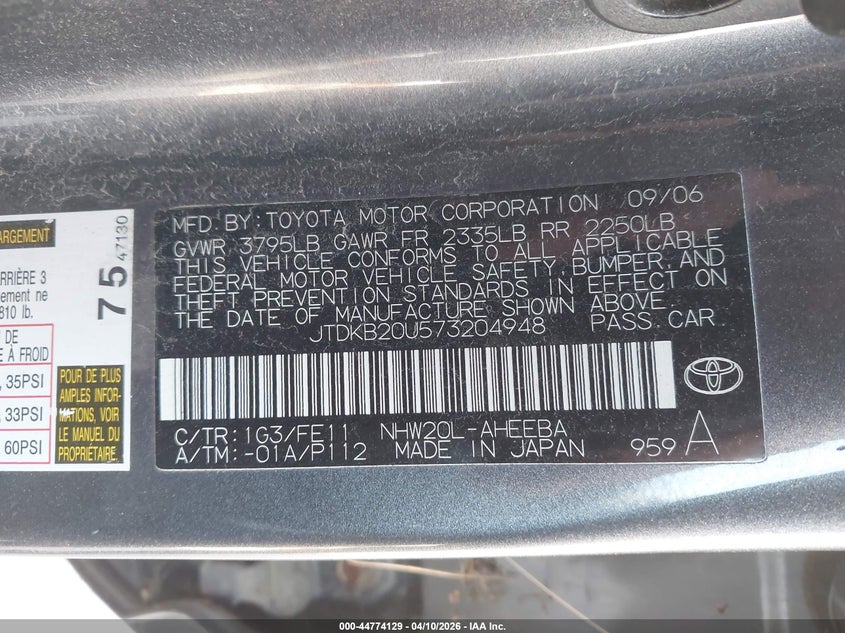 MFD BY: TOYOTA MOTOR CORPORATION 09/06
GVWR 3795LB GAWR FR 2335LB RR 2250LB
THIS VEHICLE CONFORMS TO ALL APPLICABLE
FEDERAL MOTOR VEHICLE SAFETY, BUMPER, AND
THEFT PREVENTION STANDARDS IN EFFECT ON
THE DATE OF MANUFACTURE SHOWN ABOVE.
JTDKB20U573204948 PASS. CAR
C/TR: 1G3/FE11 NHW20L-AHEEBA
A/TM: -01A/P112 MADE IN JAPAN 959 A
ARGEMENT
75 47130
RRIÈRE 3
ement ne
810 lb.
DE
E À FROID
, 35PSI
, 33PSI
60PSI
POUR DE PLUS
AMPLES INFOR-
MATIONS, VOIR
LE MANUEL DU
PROPRIÉTAIRE.
000-44774129 - 04/10/2026 - IAA Inc.